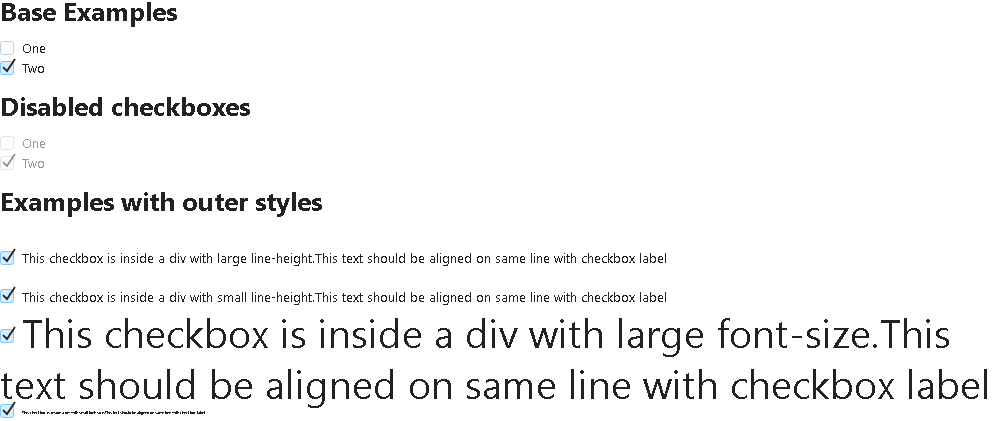 Base Examples
One
Two
Disabled checkboxes
One
Two
Examples with outer styles
This checkbox is inside a div with large line-height.This text should be aligned on same line with checkbox label
This checkbox is inside a div with small line-height.This text should be aligned on same line with checkbox label
This checkbox is inside a div with large font-size.This
text should be aligned on same line with checkbox label